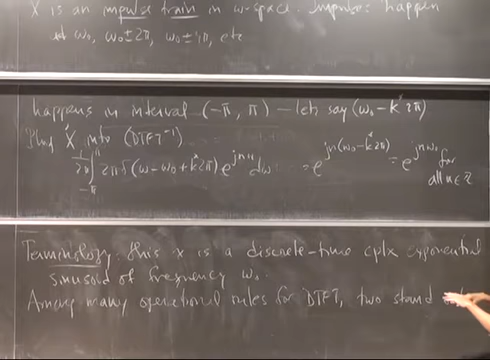 X is an impulse train in ω-space. Impulses happen
at ω₀, ω₀±2π, ω₀±4π, etc
happens in interval (-π, π) – let's say (ω₀ - k* 2π)
Plug X̂ into (DTFT⁻¹)
1/2π ∫_{-π}^{π} 2πδ(ω-ω₀+k*2π)e^{jnω}dω = e^{jn(ω₀-k*2π)} = e^{jnω₀} for
all n∈ℤ
Terminology: this x is a discrete-time cplx exponential
sinusoid of frequency ω₀.
Among many operational rules for DTFT, two stand